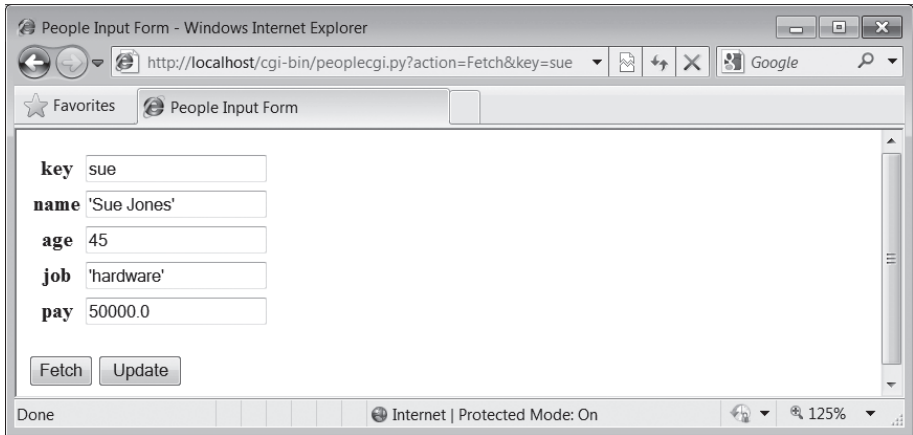 People Input Form - Windows Internet Explorer
http://localhost/cgi-bin/peoplecgi.py?action=Fetch&key=sue
Google
Favorites
People Input Form
key sue
name 'Sue Jones'
age 45
job 'hardware'
pay 50000.0
Fetch Update
Done Internet | Protected Mode: On 125%